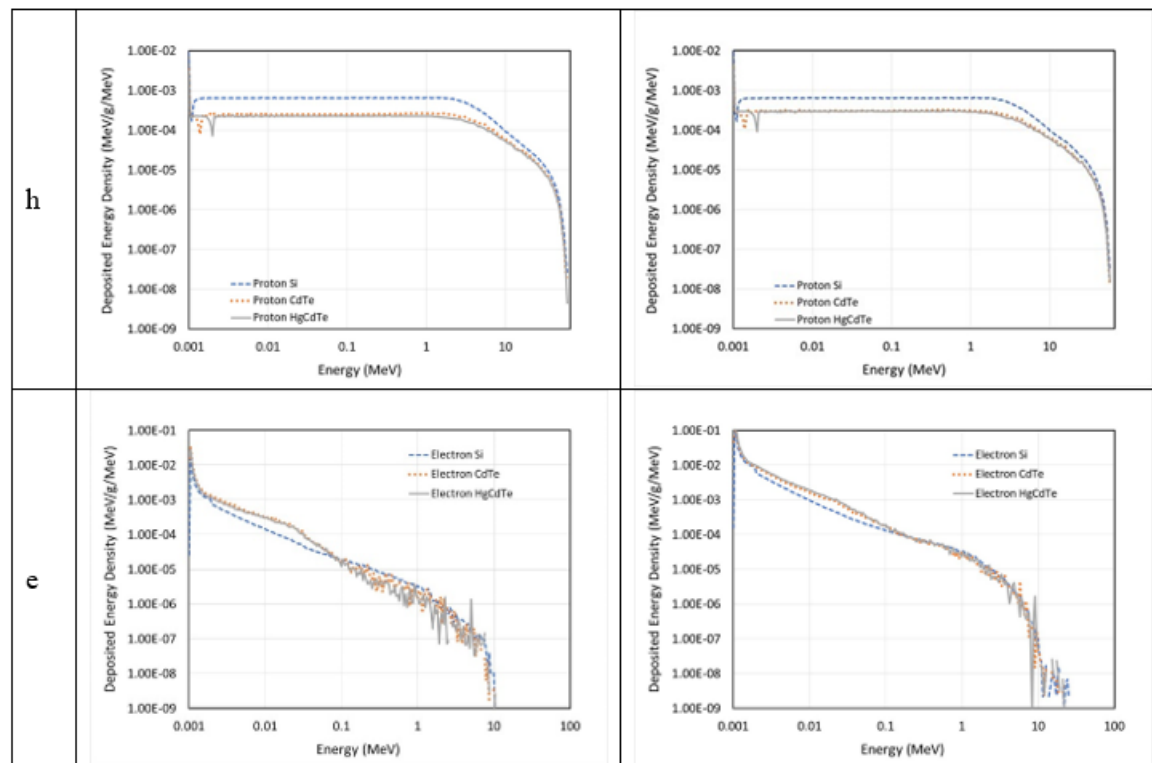 h
Deposited Energy Density (MeV/g/MeV)
1.00E-02
1.00E-03
1.00E-04
1.00E-05
1.00E-06
1.00E-07
1.00E-08
1.00E-09
Proton Si
Proton CdTe
Proton HgCdTe
0.001 0.01 0.1 1 10
Energy (MeV)
Deposited Energy Density (MeV/g/MeV)
1.00E-02
1.00E-03
1.00E-04
1.00E-05
1.00E-06
1.00E-07
1.00E-08
1.00E-09
Proton Si
Proton CdTe
Proton HgCdTe
0.001 0.01 0.1 1 10
Energy (MeV)
e
Deposited Energy Density (MeV/g/MeV)
1.00E-01
1.00E-02
1.00E-03
1.00E-04
1.00E-05
1.00E-06
1.00E-07
1.00E-08
1.00E-09
Electron Si
Electron CdTe
Electron HgCdTe
0.001 0.01 0.1 1 10 100
Energy (MeV)
Deposited Energy Density (MeV/g/MeV)
1.00E-01
1.00E-02
1.00E-03
1.00E-04
1.00E-05
1.00E-06
1.00E-07
1.00E-08
1.00E-09
Electron Si
Electron CdTe
Electron HgCdTe
0.001 0.01 0.1 1 10 100
Energy (MeV)